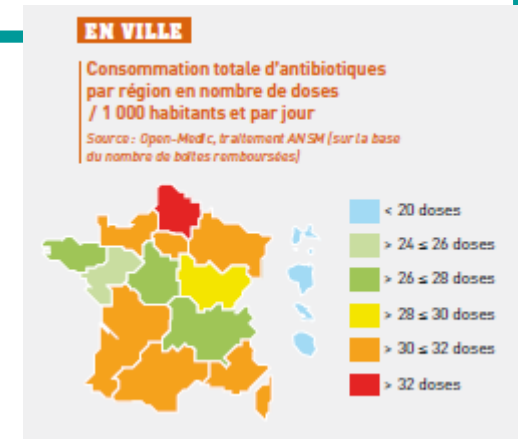 EN VILLE
Consommation totale d'antibiotiques
par région en nombre de doses
/ 1 000 habitants et par jour
Source : Open-Medic, traitement ANSM (sur la base
du nombre de boîtes remboursées)
< 20 doses
> 24 ≤ 26 doses
> 26 ≤ 28 doses
> 28 ≤ 30 doses
> 30 ≤ 32 doses
> 32 doses